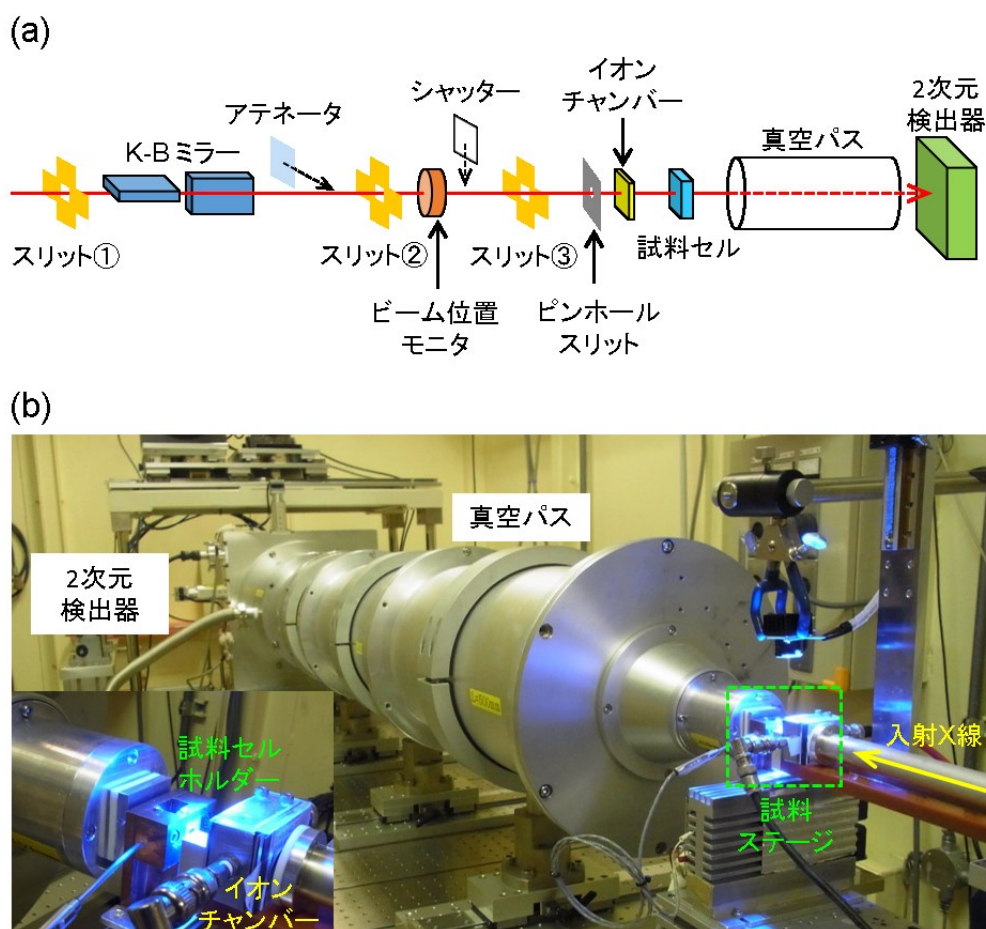 (a)
アテネータ
シャッター
イオン
チャンバー
2次元
検出器
K-Bミラー
真空パス
スリット①
スリット②
スリット③
試料セル
ビーム位置
モニタ
ピンホール
スリット
(b)
真空パス
2次元
検出器
入射X線
試料
ステージ
試料セル
ホルダー
イオン
チャンバー